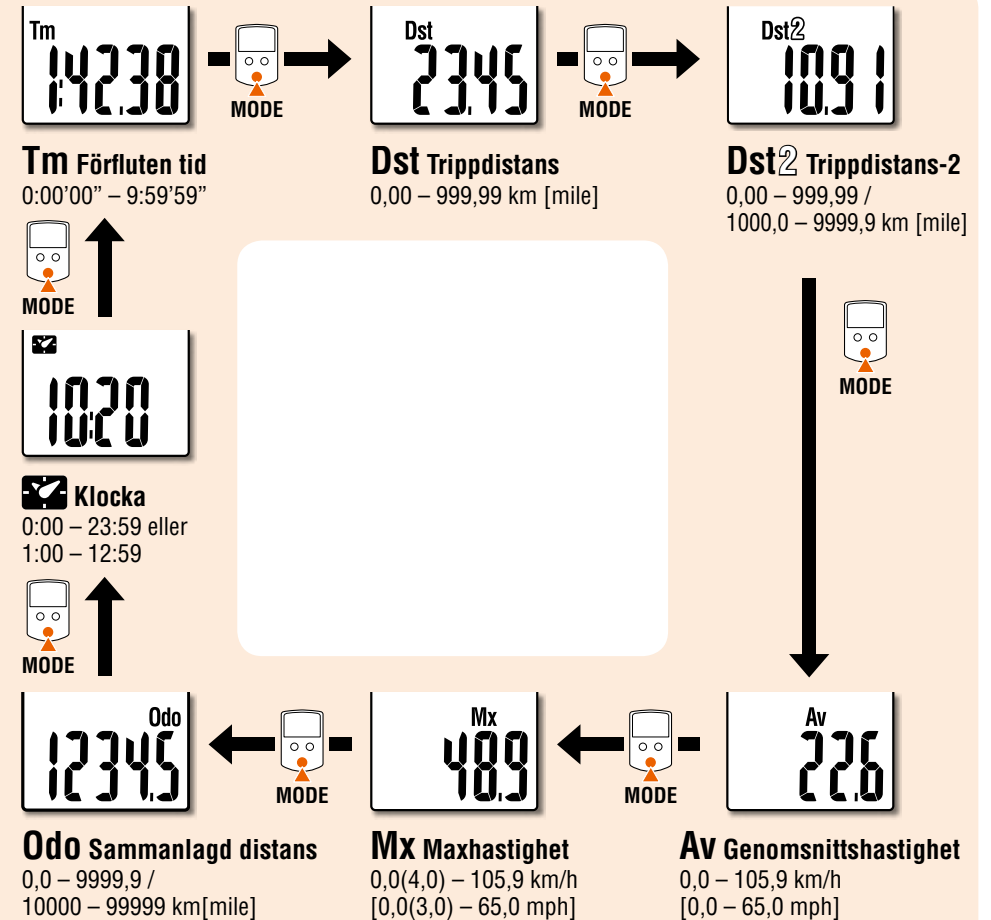 Tm
1:42.38
MODE
Dst
23.45
MODE
Dst2
10.91
Tm Förfluten tid
0:00’00” – 9:59’59”
Dst Trippdistans
0,00 – 999,99 km [mile]
Dst2 Trippdistans-2
0,00 – 999,99 /
1000,0 – 9999,9 km [mile]
MODE
MODE
10:20
Klocka
0:00 – 23:59 eller
1:00 – 12:59
MODE
Odo
1234.5
MODE
Mx
48.9
MODE
Av
22.6
Odo Sammanlagd distans
0,0 – 9999,9 /
10000 – 99999 km[mile]
Mx Maxhastighet
0,0(4,0) – 105,9 km/h
[0,0(3,0) – 65,0 mph]
Av Genomsnittshastighet
0,0 – 105,9 km/h
[0,0 – 65,0 mph]